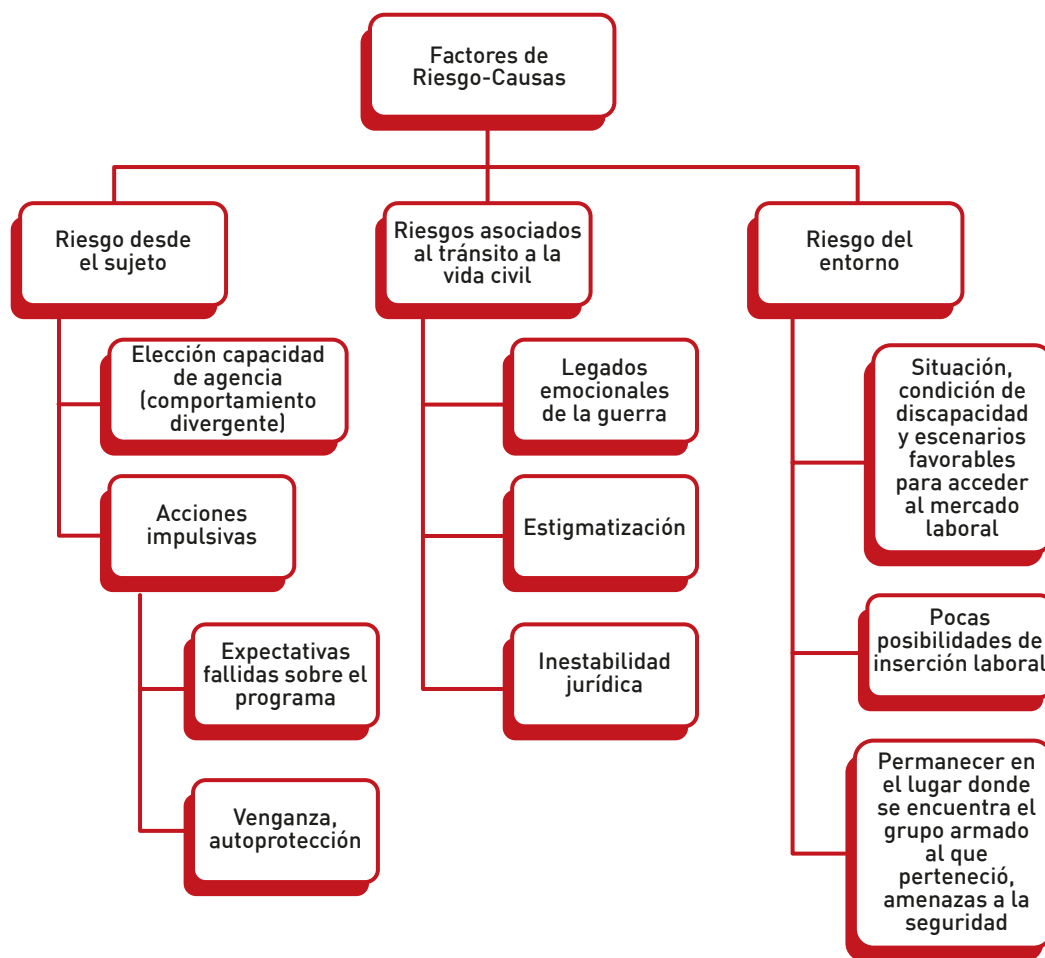 Factores de
Riesgo-Causas
Riesgo desde
el sujeto
Elección capacidad
de agencia
(comportamiento
divergente)
Acciones
impulsivas
Expectativas
fallidas sobre el
programa
Venganza,
autoprotección
Riesgos asociados
al tránsito a la
vida civil
Legados
emocionales
de la guerra
Estigmatización
Inestabilidad
jurídica
Riesgo del
entorno
Situación,
condición de
discapacidad
y escenarios
favorables
para acceder
al mercado
laboral
Pocas
posibilidades de
inserción laboral
Permanecer en
el lugar donde
se encuentra el
grupo armado
al que
perteneció,
amenazas a la
seguridad